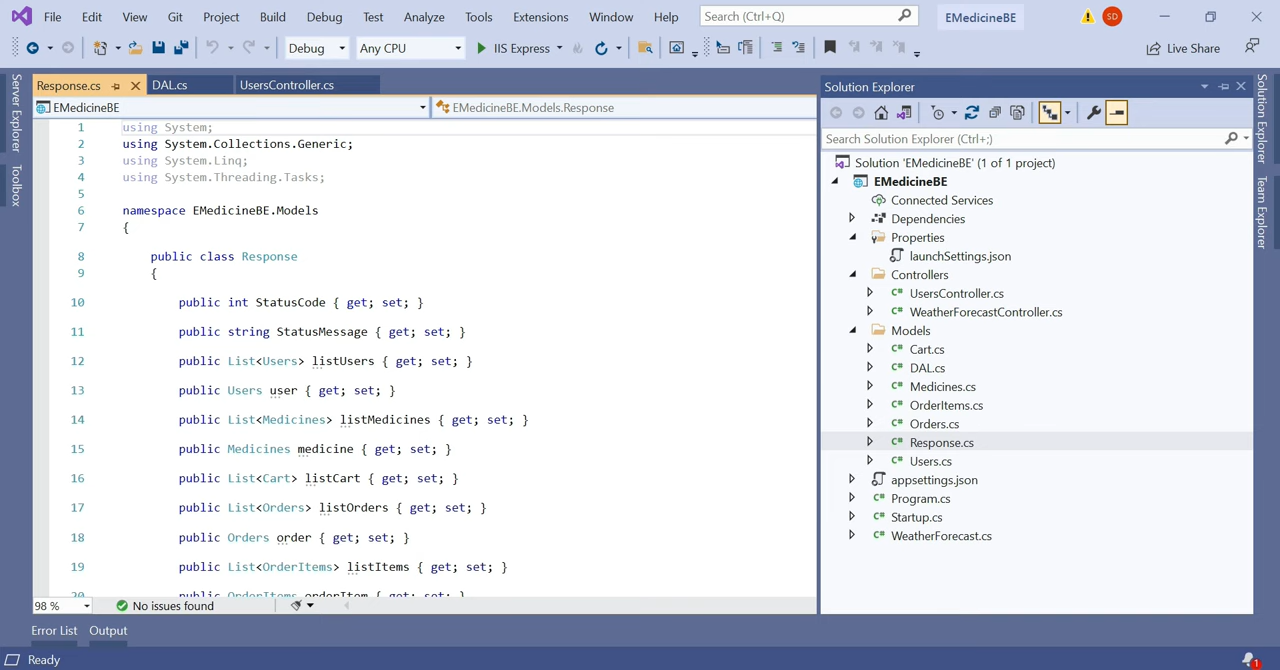 File Edit View Git Project Build Debug Test Analyze Tools Extensions Window Help Search (Ctrl+Q) EMedicineBE SD
Debug Any CPU IIS Express Live Share
Server Explorer
Toolbox
Response.cs DAL.cs UsersController.cs
EMedicineBE EMedicineBE.Models.Response
1 using System;
2 using System.Collections.Generic;
3 using System.Linq;
4 using System.Threading.Tasks;
5
6 namespace EMedicineBE.Models
7 {
8 public class Response
9 {
10 public int StatusCode { get; set; }
11 public string StatusMessage { get; set; }
12 public List<Users> listUsers { get; set; }
13 public Users user { get; set; }
14 public List<Medicines> listMedicines { get; set; }
15 public Medicines medicine { get; set; }
16 public List<Cart> listCart { get; set; }
17 public List<Orders> listOrders { get; set; }
18 public Orders order { get; set; }
19 public List<OrderItems> listItems { get; set; }
20 public OrderItems orderItem { get; set; }
98 % No issues found
Solution Explorer
Search Solution Explorer (Ctrl+;)
Solution 'EMedicineBE' (1 of 1 project)
EMedicineBE
Connected Services
Dependencies
Properties
launchSettings.json
Controllers
C# UsersController.cs
C# WeatherForecastController.cs
Models
C# Cart.cs
C# DAL.cs
C# Medicines.cs
C# OrderItems.cs
C# Orders.cs
C# Response.cs
C# Users.cs
appsettings.json
C# Program.cs
C# Startup.cs
C# WeatherForecast.cs
Solution Explorer
Team Explorer
Error List Output
Ready 1